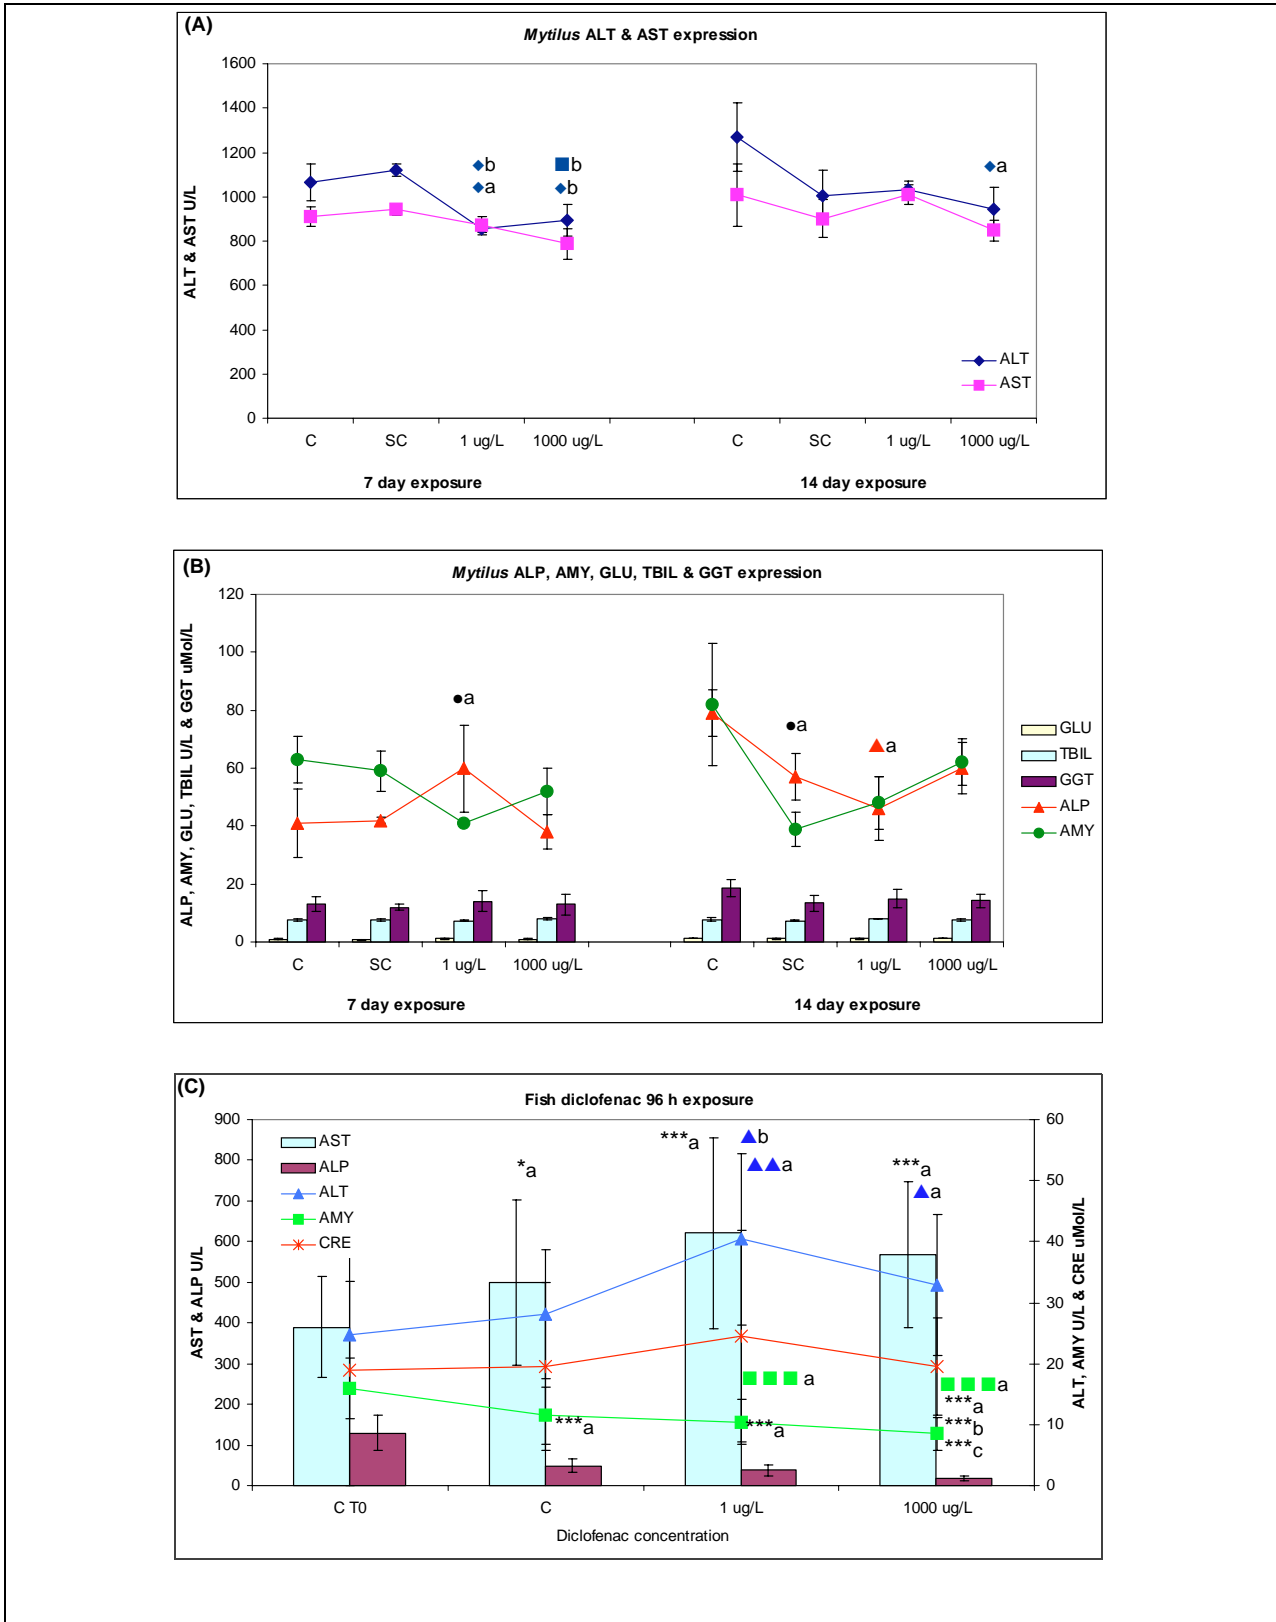 (A)
Mytilus ALT & AST expression
1600
1400
1200
1000
800
600
400
200
0
ALT & AST U/L
b
a
b
b
a
ALT
AST
C SC 1 ug/L 1000 ug/L C SC 1 ug/L 1000 ug/L
7 day exposure 14 day exposure
(B)
Mytilus ALP, AMY, GLU, TBIL & GGT expression
120
100
80
60
40
20
0
ALP, AMY, GLU, TBIL U/L & GGT uMol/L
a
a
a
GLU
TBIL
GGT
ALP
AMY
C SC 1 ug/L 1000 ug/L C SC 1 ug/L 1000 ug/L
7 day exposure 14 day exposure
(C)
Fish diclofenac 96 h exposure
900
800
700
600
500
400
300
200
100
0
AST & ALP U/L
AST
ALP
ALT
AMY
CRE
*a
***a
b
a
***a
a
a
a
***a
***a
***a
***b
***c
60
50
40
30
20
10
0
ALT, AMY U/L & CRE uMol/L
C T0 C 1 ug/L 1000 ug/L
Diclofenac concentration